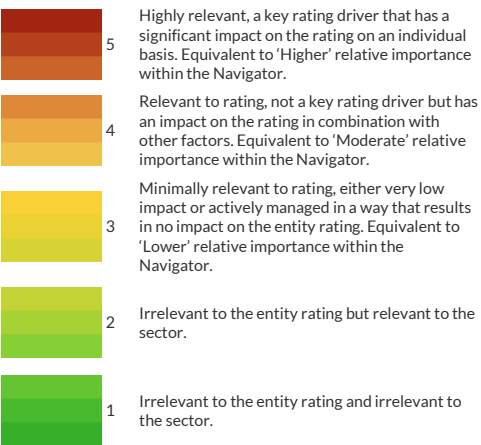 5
Highly relevant, a key rating driver that has a
significant impact on the rating on an individual
basis. Equivalent to ‘Higher’ relative importance
within the Navigator.
4
Relevant to rating, not a key rating driver but has
an impact on the rating in combination with
other factors. Equivalent to ‘Moderate’ relative
importance within the Navigator.
3
Minimally relevant to rating, either very low
impact or actively managed in a way that results
in no impact on the entity rating. Equivalent to
‘Lower’ relative importance within the
Navigator.
2
Irrelevant to the entity rating but relevant to the
sector.
1
Irrelevant to the entity rating and irrelevant to
the sector.